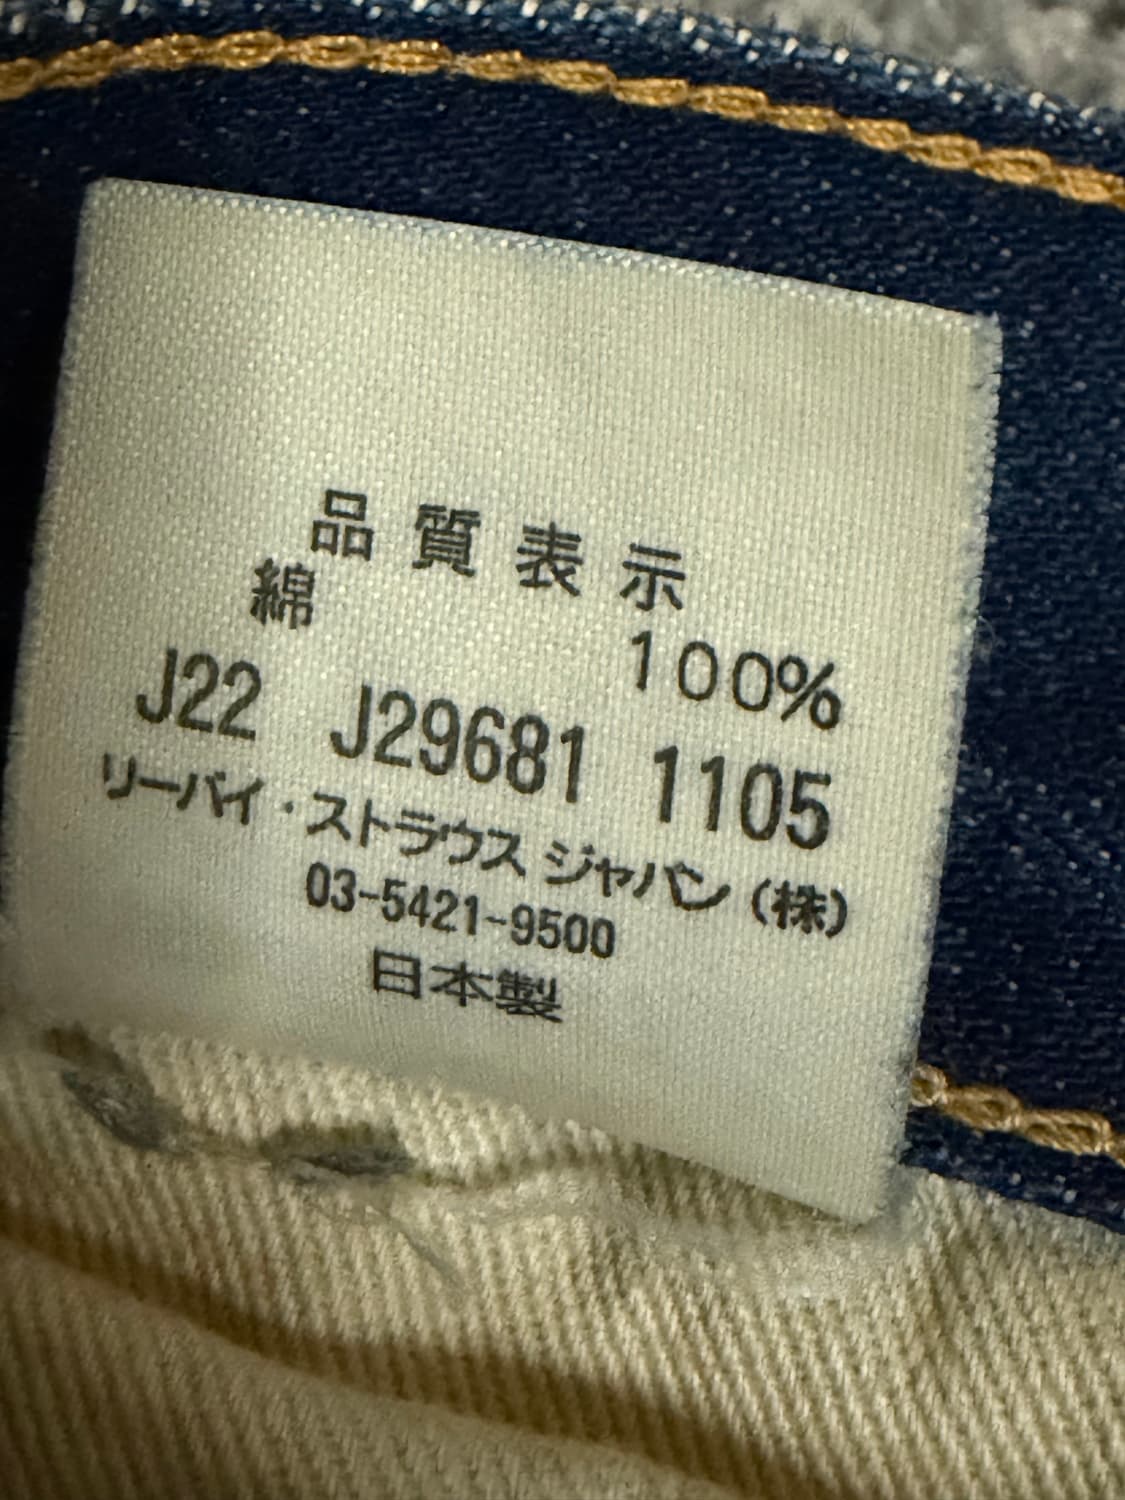 品質表示
綿 100%
J22 J29681 1105
リーバイ・ストラウス ジャパン(株)
03-5421-9500
日本製